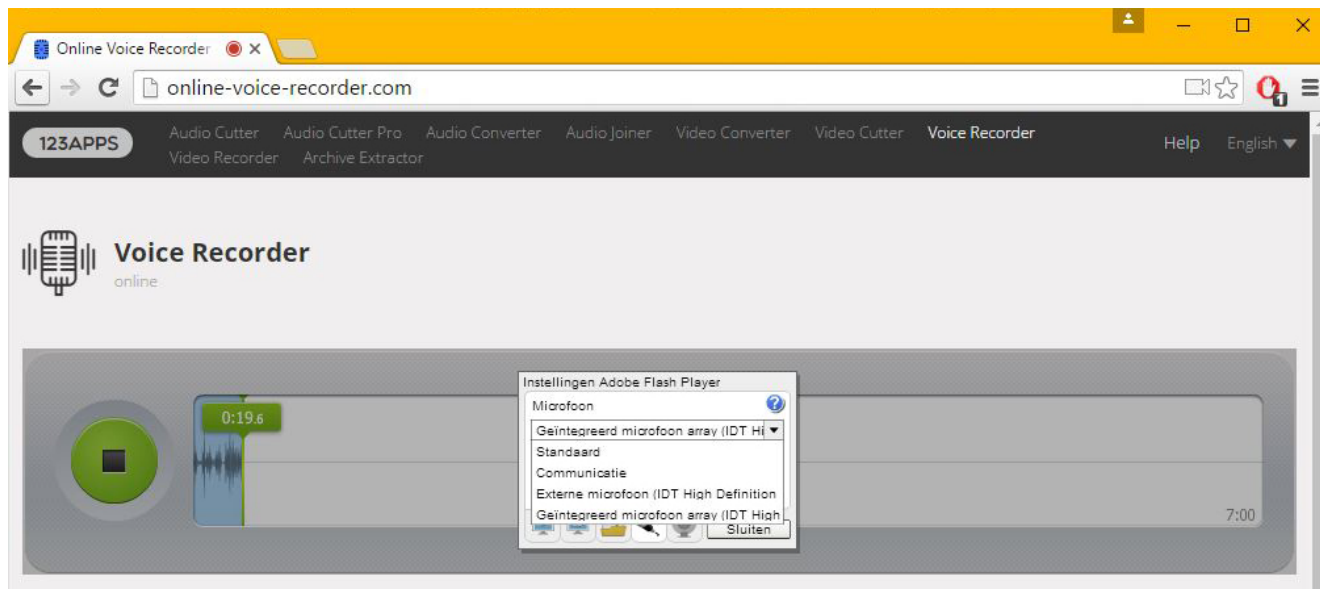 Online Voice Recorder
online-voice-recorder.com
1
123APPS
Audio Cutter Audio Cutter Pro Audio Converter Audio Joiner Video Converter Video Cutter Voice Recorder
Video Recorder Archive Extractor
Help English
Voice Recorder
online
0:19.6
7:00
Instellingen Adobe Flash Player
Microfoon
?
Geïntegreerd microfoon array (IDT Hi
Standaard
Communicatie
Externe microfoon (IDT High Definition
Geïntegreerd microfoon array (IDT High
Sluiten